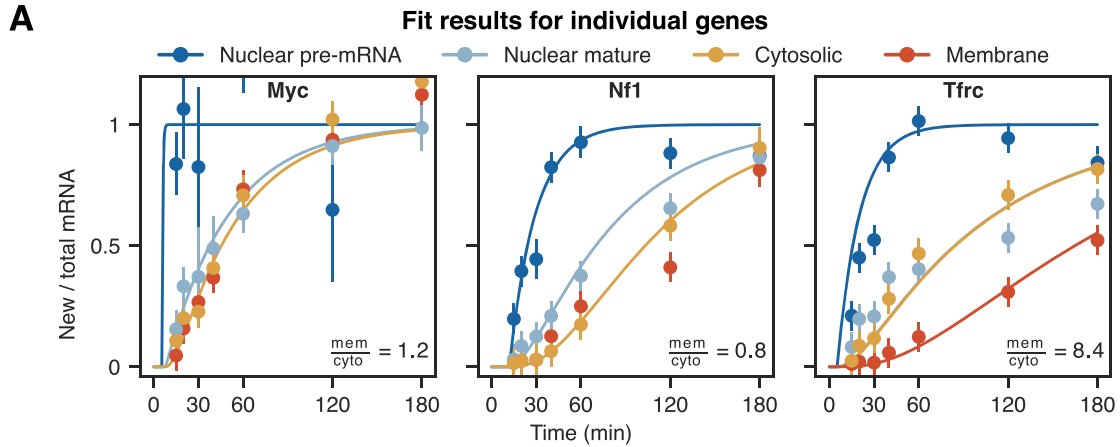 A
Fit results for individual genes
Nuclear pre-mRNA Nuclear mature Cytosolic Membrane
Myc Nf1 Tfrc
New / total mRNA
1
0.5
0
mem/cyto = 1.2
mem/cyto = 0.8
mem/cyto = 8.4
0 30 60 120 180 0 30 60 120 180 0 30 60 120 180
Time (min)